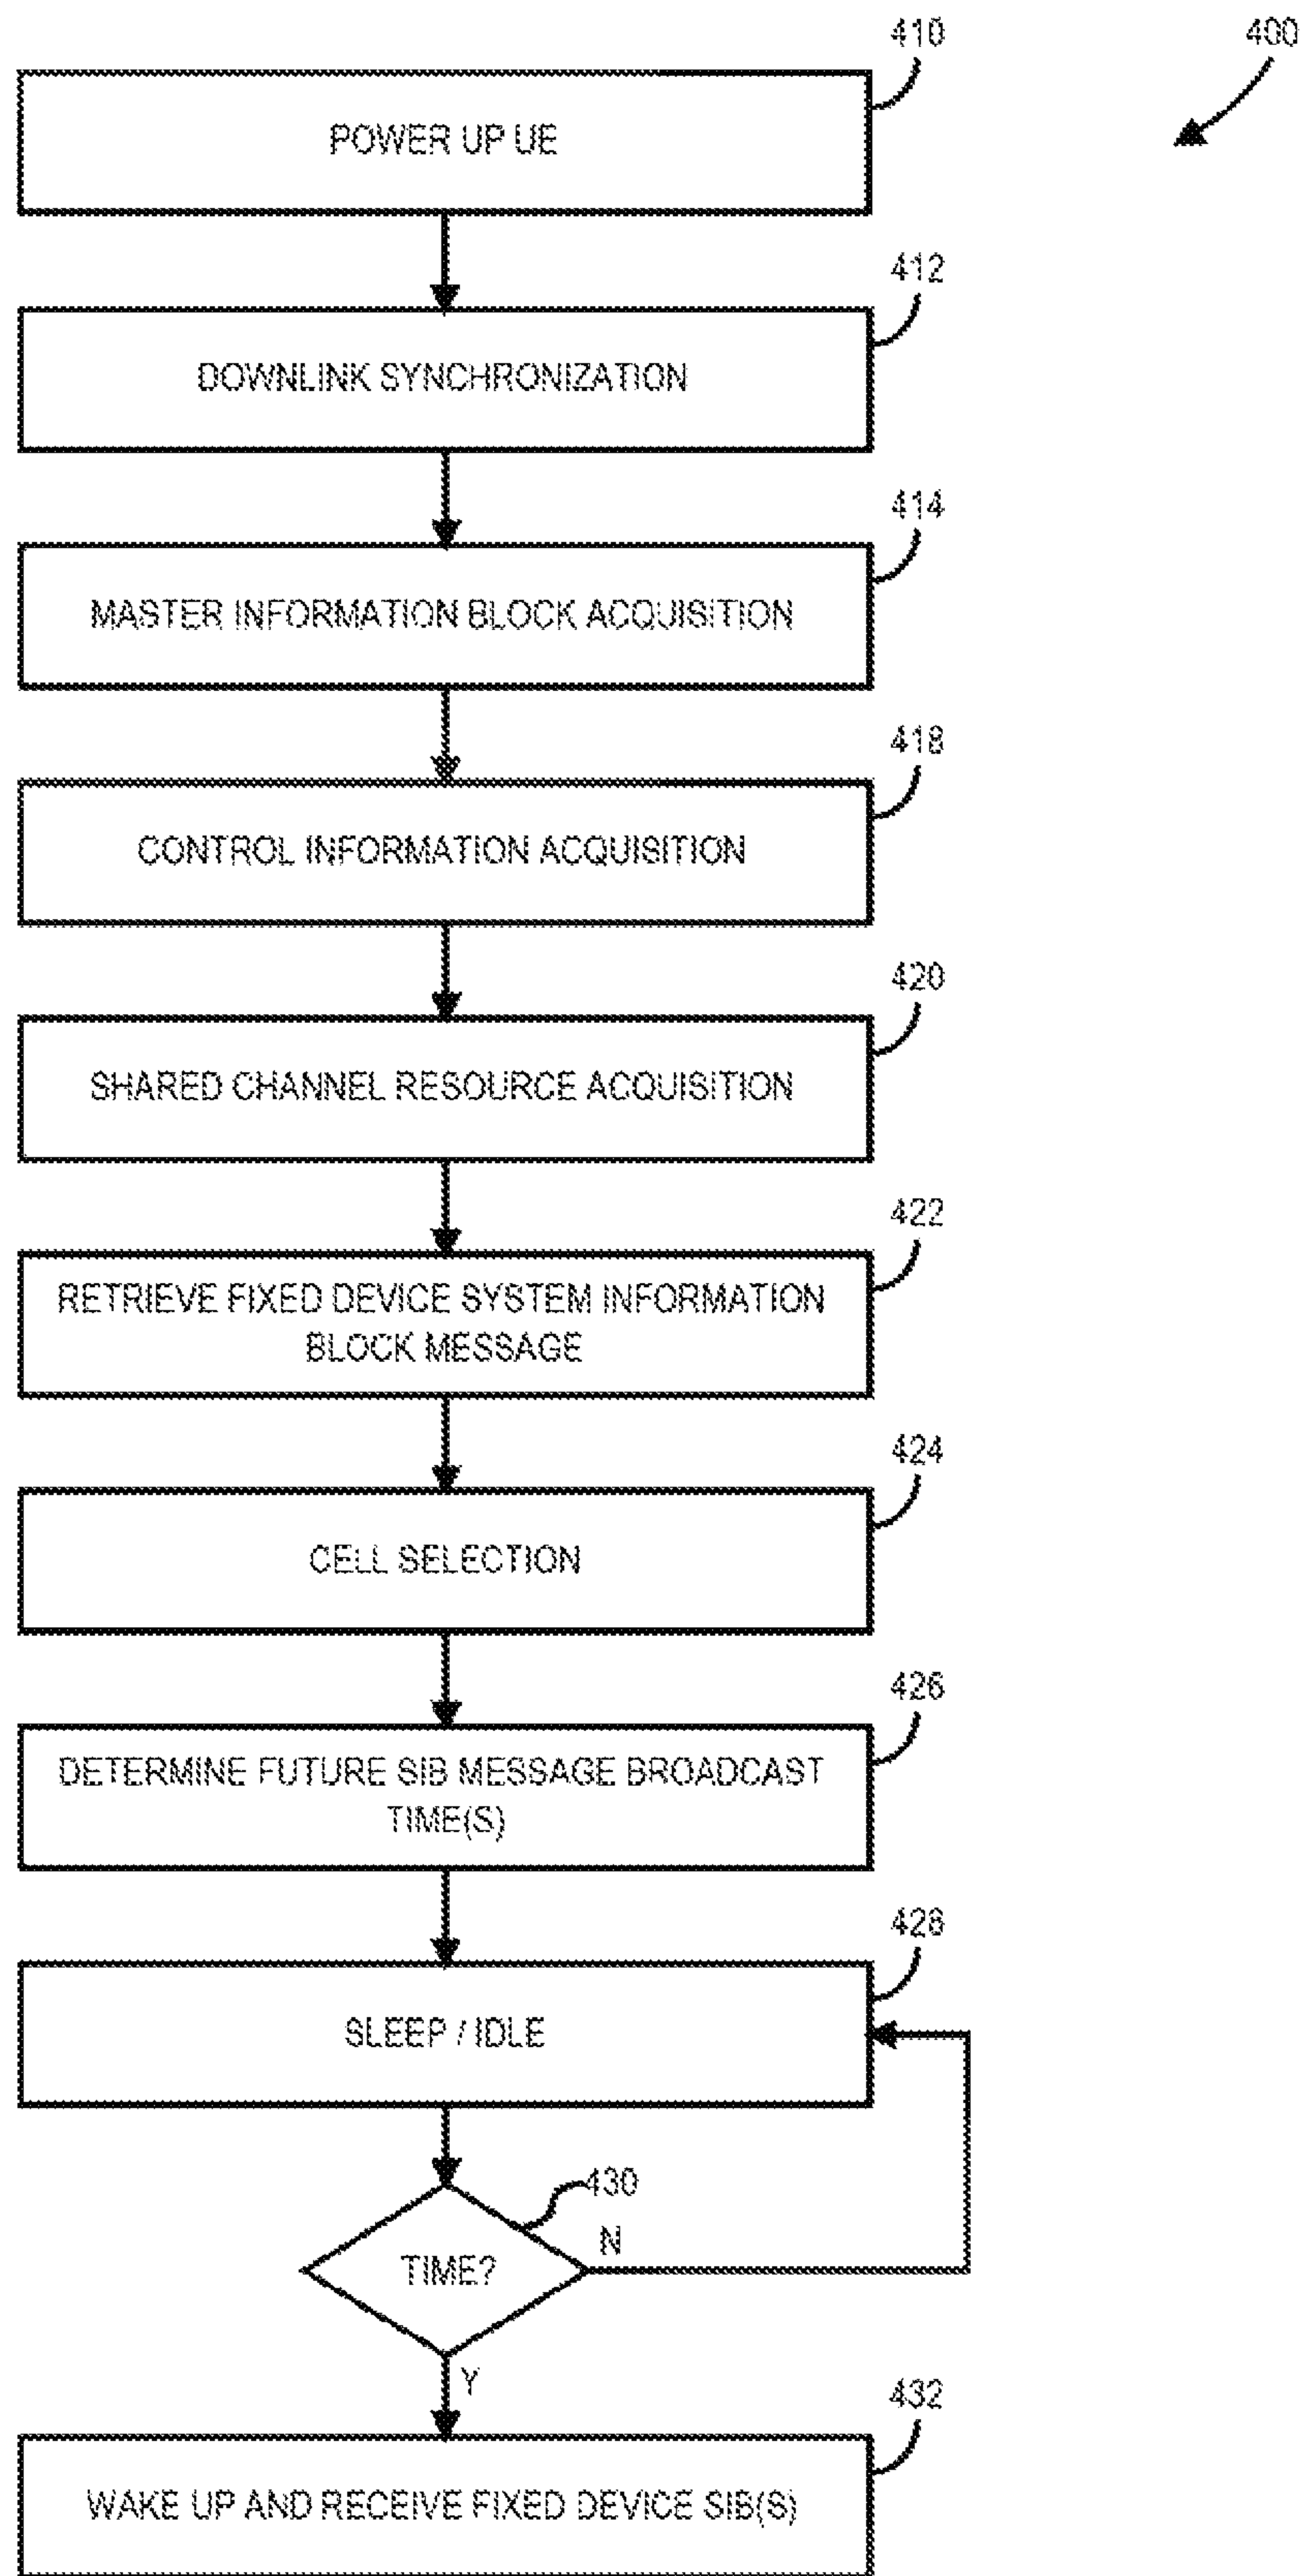 410
400
POWER UP UE
412
DOWNLINK SYNCHRONIZATION
414
MASTER INFORMATION BLOCK ACQUISITION
418
CONTROL INFORMATION ACQUISITION
420
SHARED CHANNEL RESOURCE ACQUISITION
422
RETRIEVE FIXED DEVICE SYSTEM INFORMATION
BLOCK MESSAGE
424
CELL SELECTION
426
DETERMINE FUTURE SIB MESSAGE BROADCAST
TIME(S)
428
SLEEP / IDLE
430
N
TIME?
Y
432
WAKE UP AND RECEIVE FIXED DEVICE SIB(S)